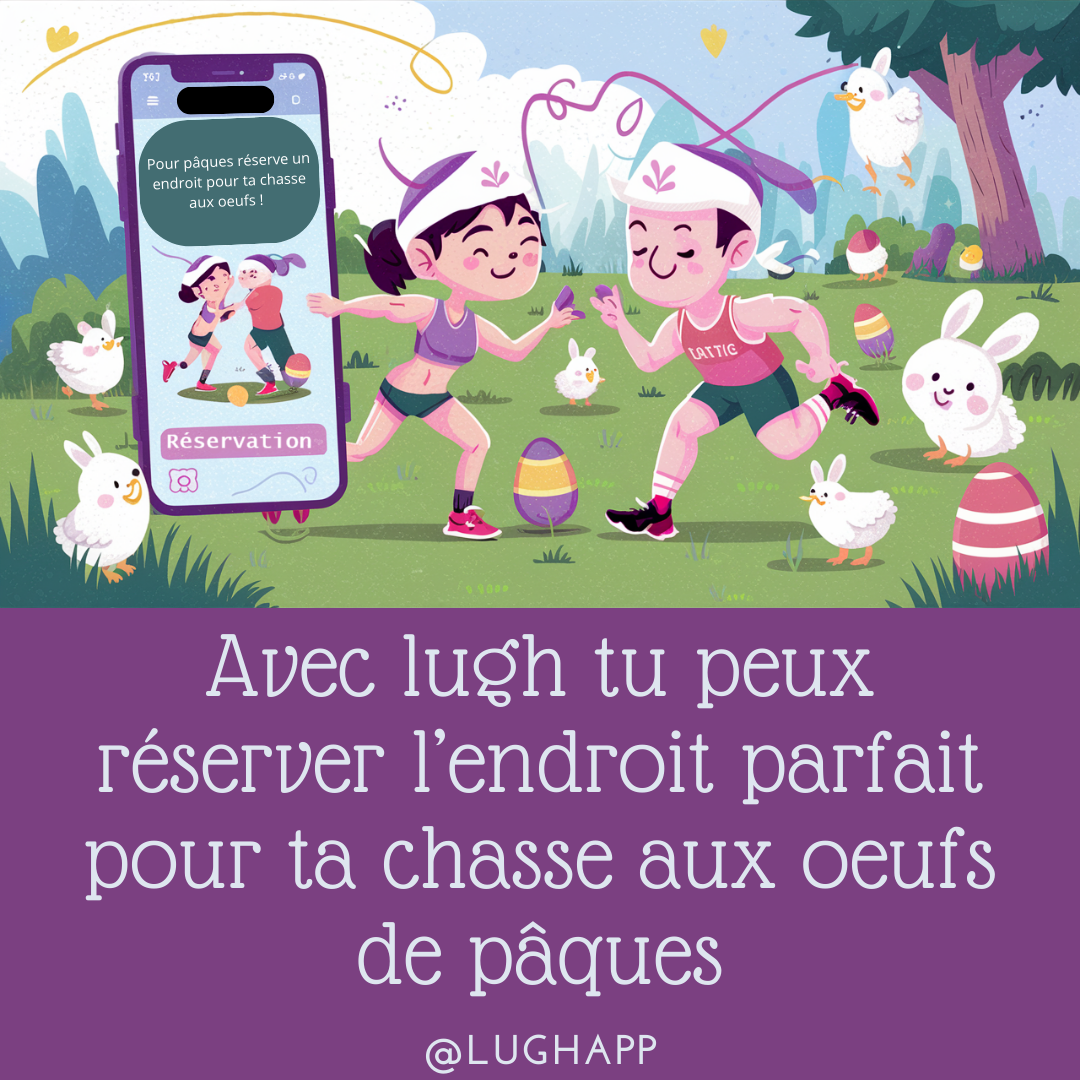 Pour pâques réserve un
endroit pour ta chasse
aux oeufs !
Réservation
TATTIG
Avec lugh tu peux
réserver l'endroit parfait
pour ta chasse aux oeufs
de pâques
@LUGHAPP